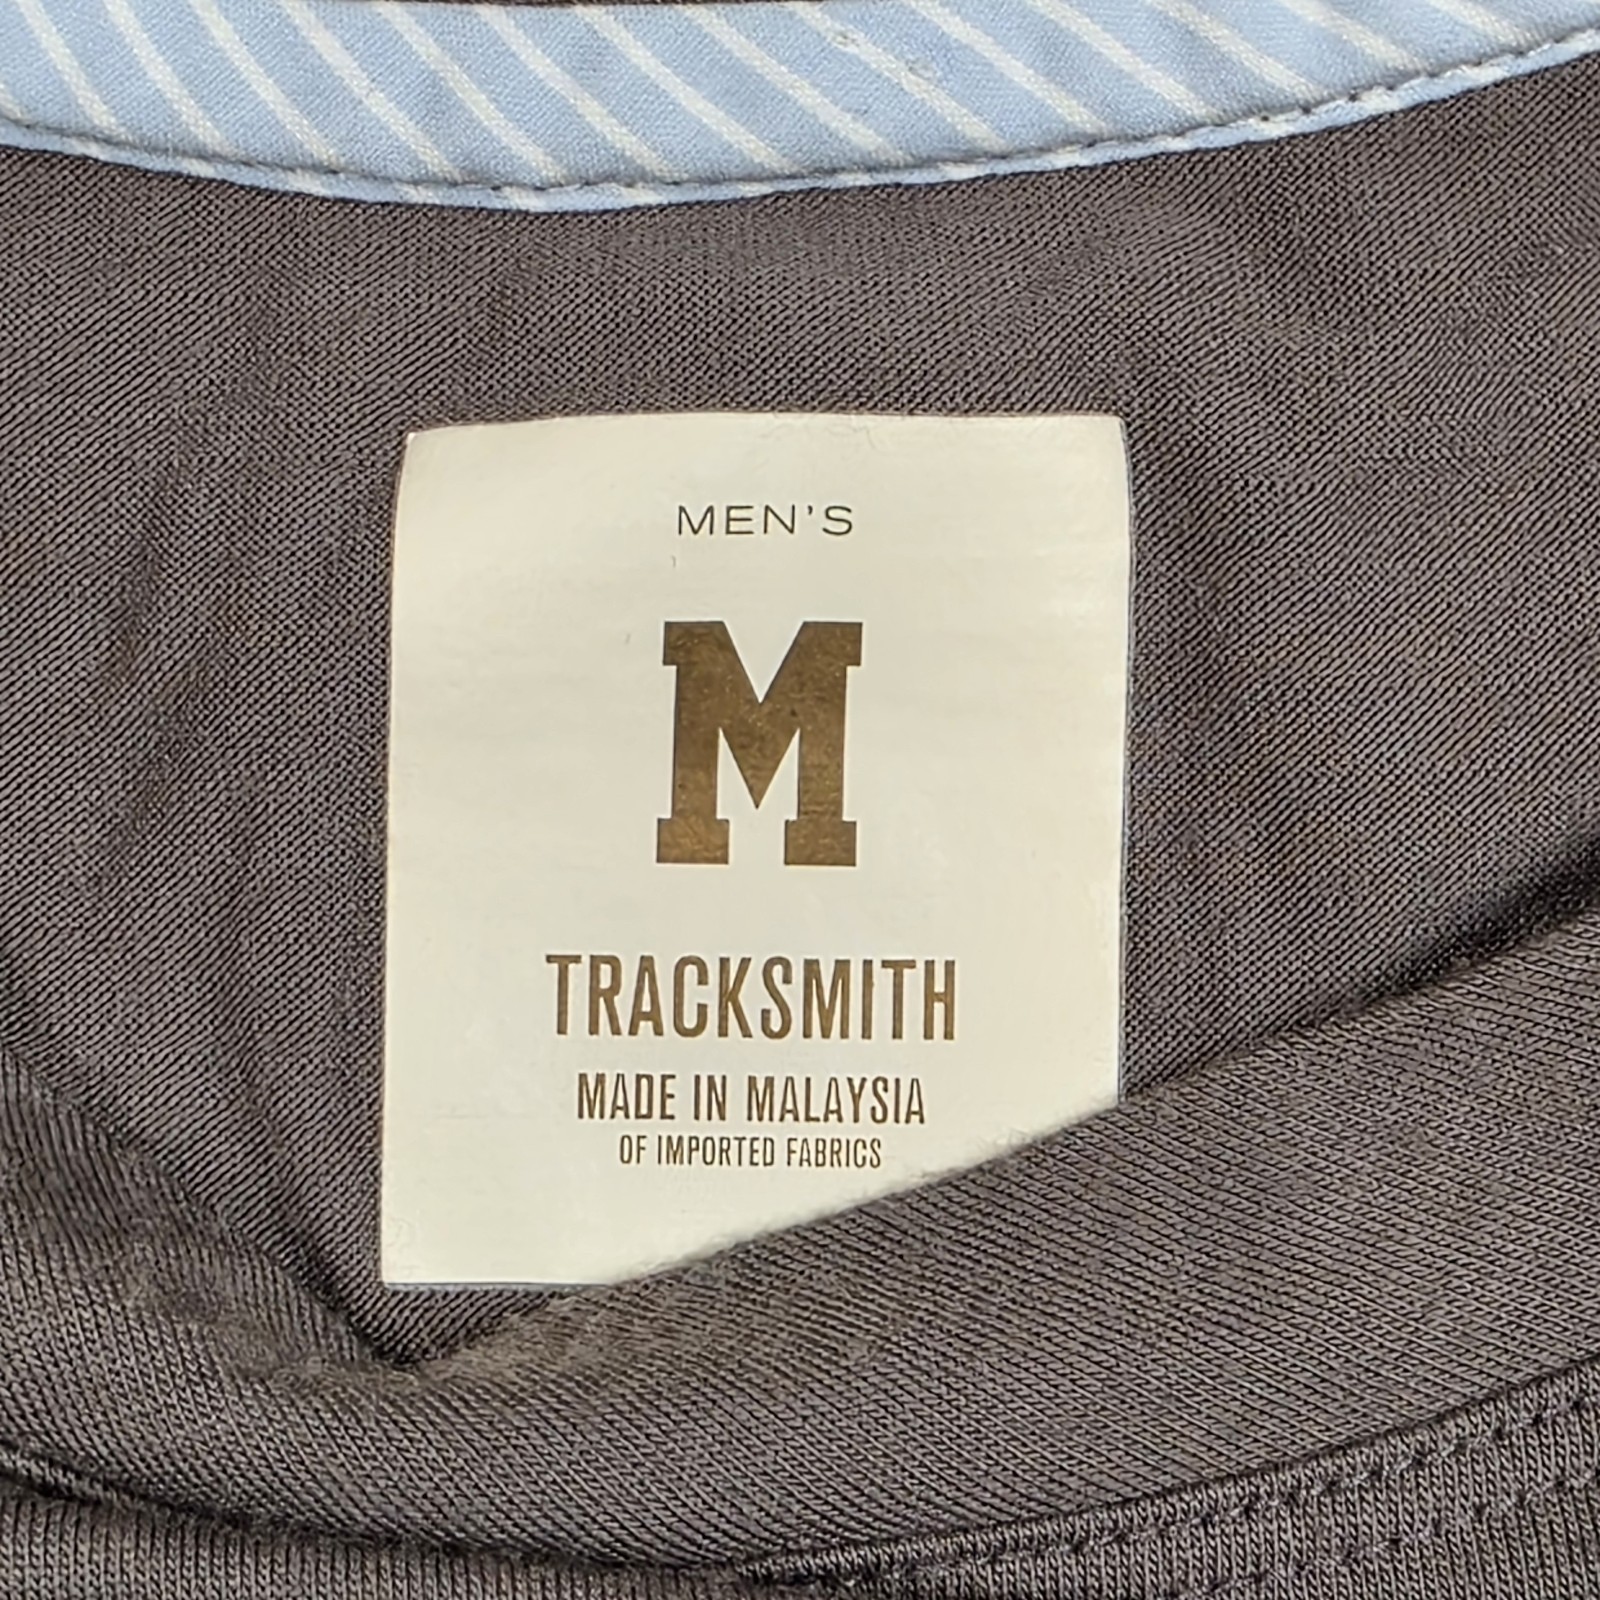 MEN'S
M
TRACKSMITH
MADE IN MALAYSIA
OF IMPORTED FABRICS